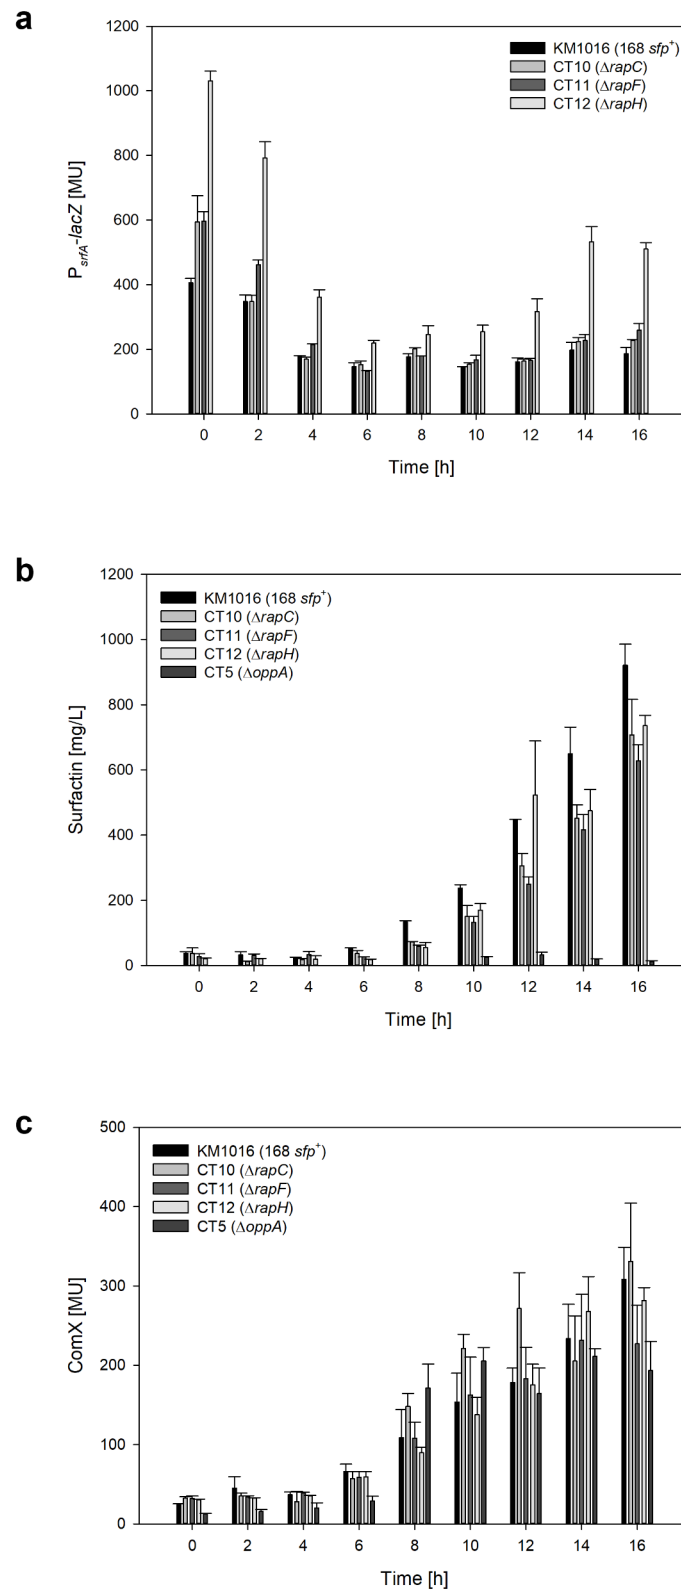 a
1200
1000
800
600
400
200
0
P_srfA-lacZ [MU]
KM1016 (168 sfp⁺)
CT10 (ΔrapC)
CT11 (ΔrapF)
CT12 (ΔrapH)
0 2 4 6 8 10 12 14 16
Time [h]
b
1200
1000
800
600
400
200
0
Surfactin [mg/L]
KM1016 (168 sfp⁺)
CT10 (ΔrapC)
CT11 (ΔrapF)
CT12 (ΔrapH)
CT5 (ΔoppA)
0 2 4 6 8 10 12 14 16
Time [h]
c
500
400
300
200
100
0
ComX [MU]
KM1016 (168 sfp⁺)
CT10 (ΔrapC)
CT11 (ΔrapF)
CT12 (ΔrapH)
CT5 (ΔoppA)
0 2 4 6 8 10 12 14 16
Time [h]